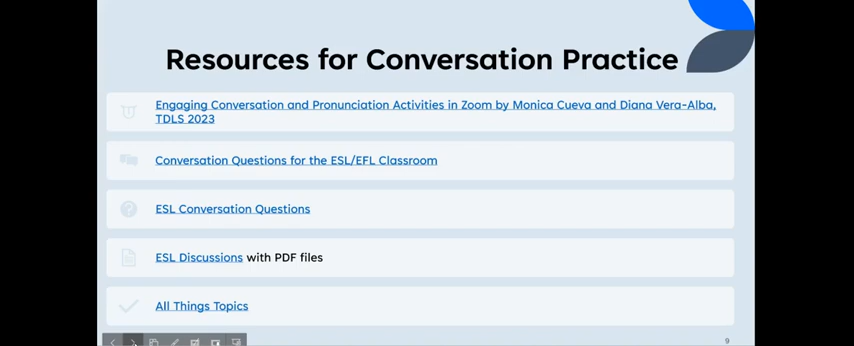 Resources for Conversation Practice
Engaging Conversation and Pronunciation Activities in Zoom by Monica Cueva and Diana Vera-Alba,
TDLS 2023
Conversation Questions for the ESL/EFL Classroom
ESL Conversation Questions
ESL Discussions with PDF files
All Things Topics
9